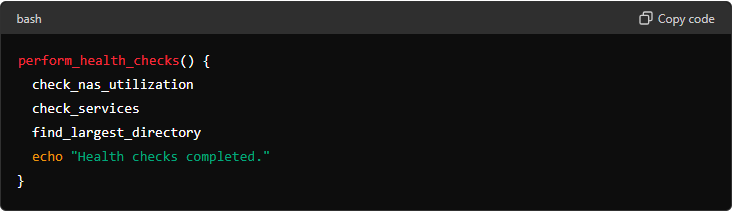 bash
Copy code
perform_health_checks() {
  check_nas_utilization
  check_services
  find_largest_directory
  echo "Health checks completed."
}